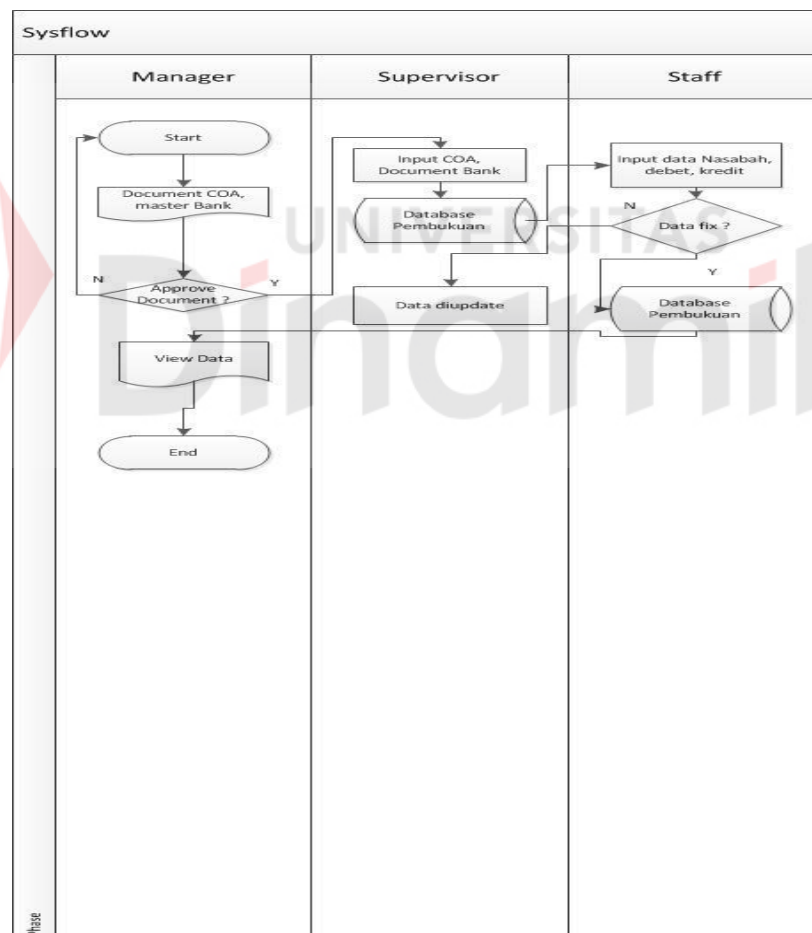 Sysflow
Manager
Supervisor
Staff
Start
Document COA,
master Bank
N
Approve
Document ?
Y
View Data
End
Input COA,
Document Bank
Database
Pembukuan
Data diupdate
Input data Nasabah,
debet, kredit
N
Data fix ?
Y
Database
Pembukuan
UNIVERSITAS
Dinamik
Phase